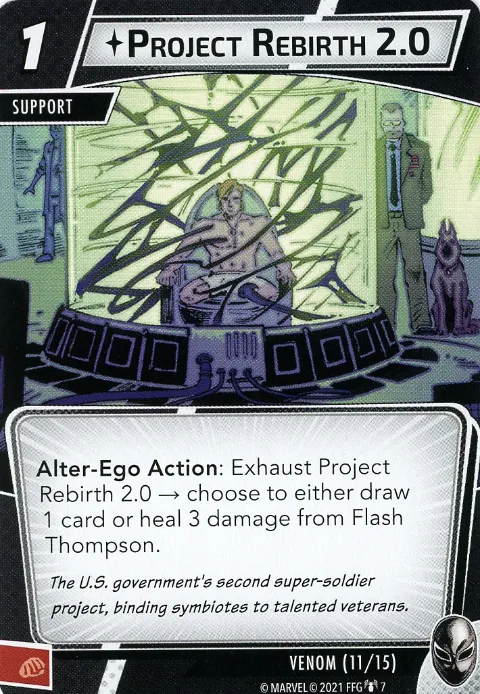 1
✦PROJECT REBIRTH 2.0
SUPPORT
Alter-Ego Action: Exhaust Project
Rebirth 2.0 → choose to either draw
1 card or heal 3 damage from Flash
Thompson.
The U.S. government's second super-soldier
project, binding symbiotes to talented veterans.
VENOM (11/15)
© MARVEL © 2021 FFG 7